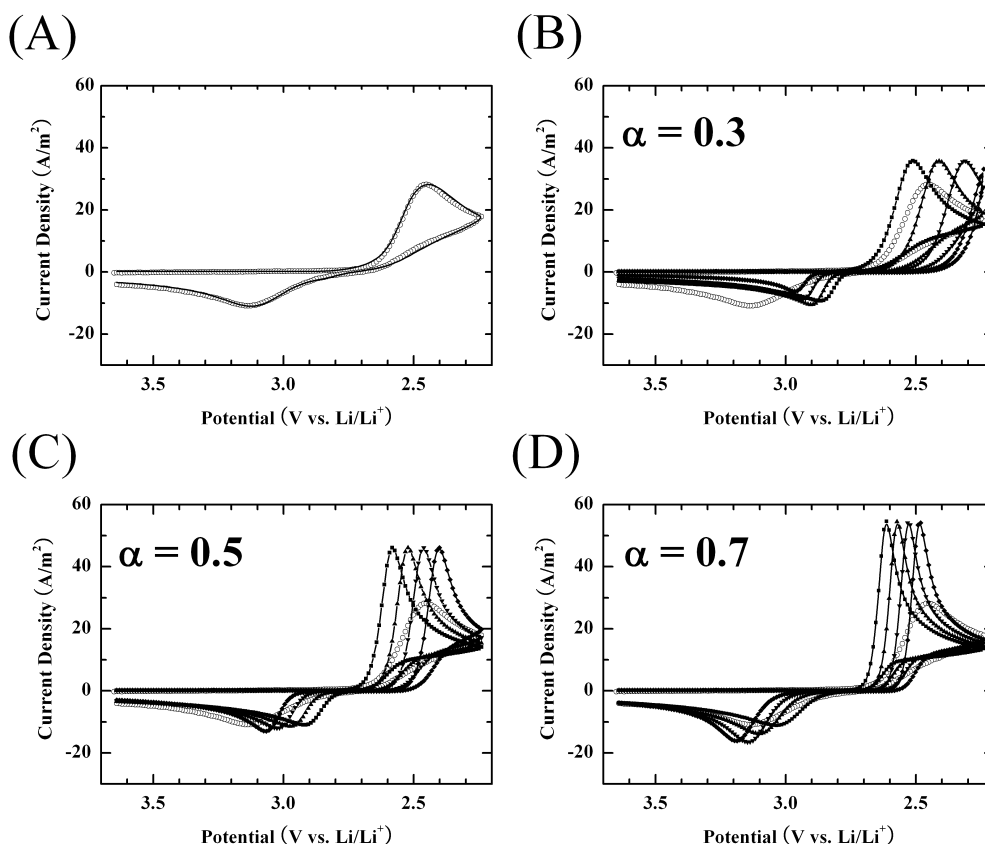 (A)
60
40
20
0
-20
Current Density (A/m²)
3.5 3.0 2.5
Potential (V vs. Li/Li⁺)
(B)
α = 0.3
60
40
20
0
-20
Current Density (A/m²)
3.5 3.0 2.5
Potential (V vs. Li/Li⁺)
(C)
α = 0.5
60
40
20
0
-20
Current Density (A/m²)
3.5 3.0 2.5
Potential (V vs. Li/Li⁺)
(D)
α = 0.7
60
40
20
0
-20
Current Density (A/m²)
3.5 3.0 2.5
Potential (V vs. Li/Li⁺)